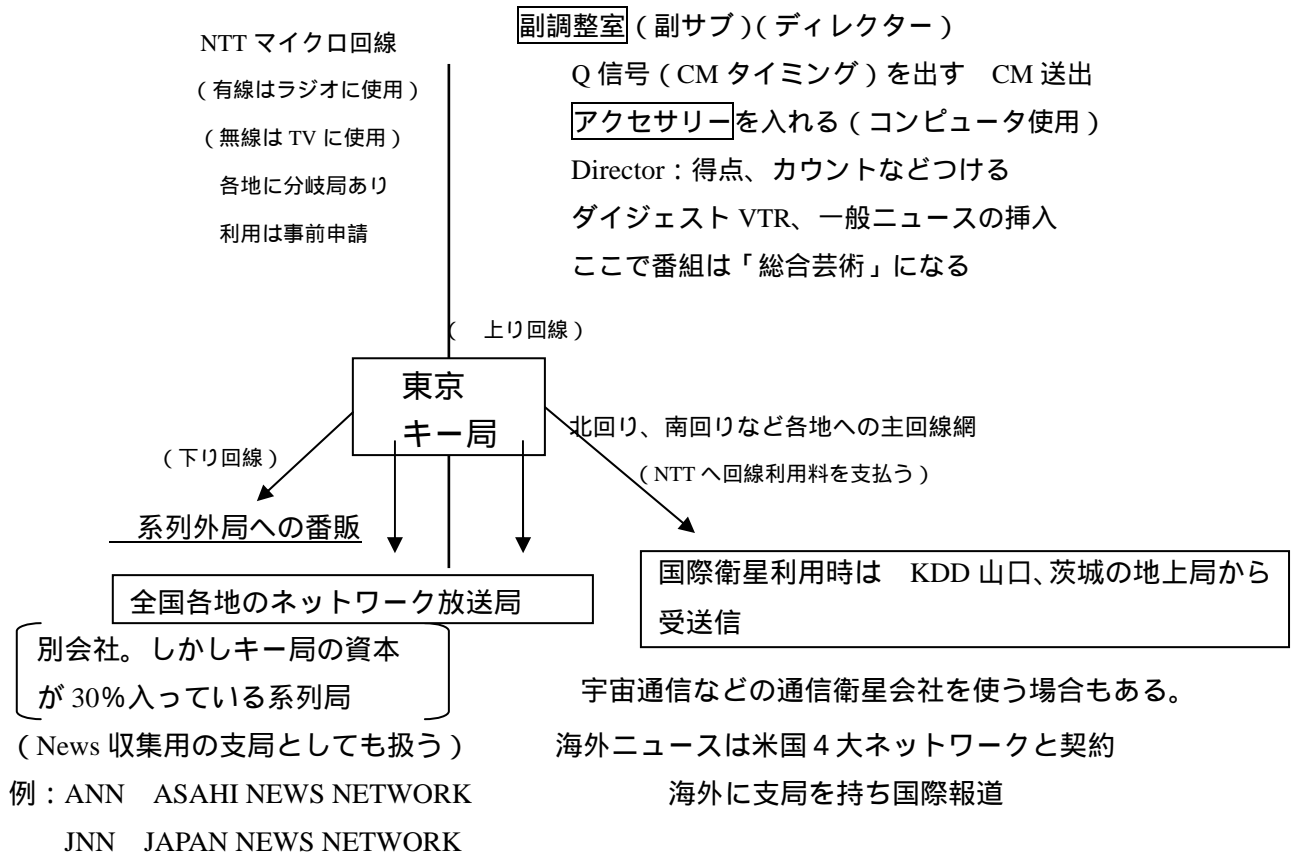 NTT マイクロ回線
（有線はラジオに使用）
（無線は TV に使用）
各地に分岐局あり
利用は事前申請
副調整室（副サブ）（ディレクター）
Q 信号（CM タイミング）を出す　CM 送出
アクセサリーを入れる（コンピュータ使用）
Director：得点、カウントなどつける
ダイジェスト VTR、一般ニュースの挿入
ここで番組は「総合芸術」になる
（　上り回線）
東京
キー局
北回り、南回りなど各地への主回線網
（NTT へ回線利用料を支払う）
（下り回線）
系列外局への番販
全国各地のネットワーク放送局
別会社。しかしキー局の資本
が 30%入っている系列局
（News 収集用の支局としても扱う）
例：ANN　ASAHI NEWS NETWORK
JNN　JAPAN NEWS NETWORK
国際衛星利用時は　KDD 山口、茨城の地上局から
受送信
宇宙通信などの通信衛星会社を使う場合もある。
海外ニュースは米国４大ネットワークと契約
海外に支局を持ち国際報道